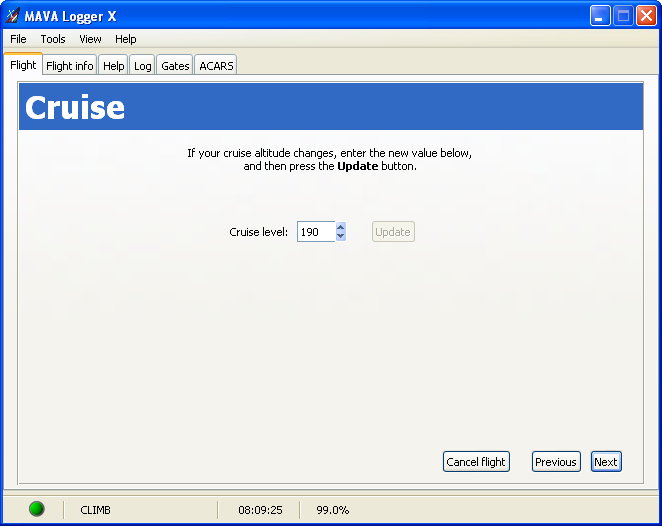 MAVA Logger X
File Tools View Help
Flight Flight info Help Log Gates ACARS
Cruise
If your cruise altitude changes, enter the new value below,
and then press the Update button.
Cruise level: 190 Update
Cancel flight Previous Next
CLIMB 08:09:25 99.0%